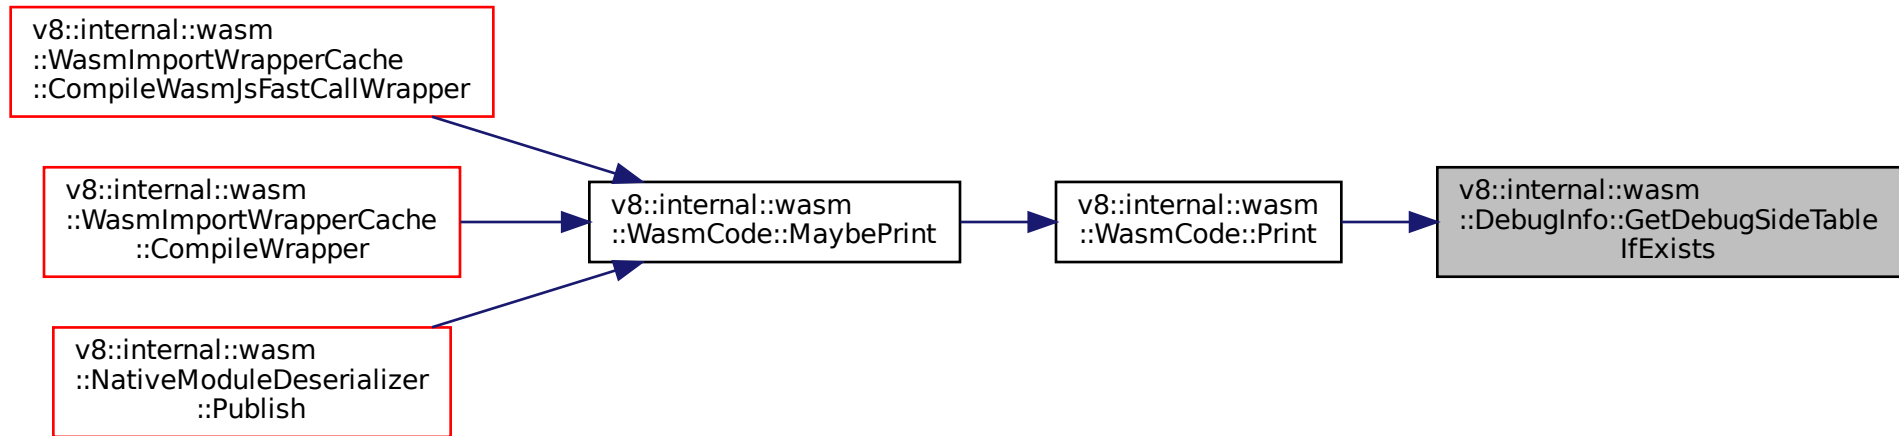 v8::internal::wasm
::WasmImportWrapperCache
::CompileWasmJsFastCallWrapper
v8::internal::wasm
::WasmImportWrapperCache
::CompileWrapper
v8::internal::wasm
::NativeModuleDeserializer
::Publish
v8::internal::wasm
::WasmCode::MaybePrint
v8::internal::wasm
::WasmCode::Print
v8::internal::wasm
::DebugInfo::GetDebugSideTable
IfExists